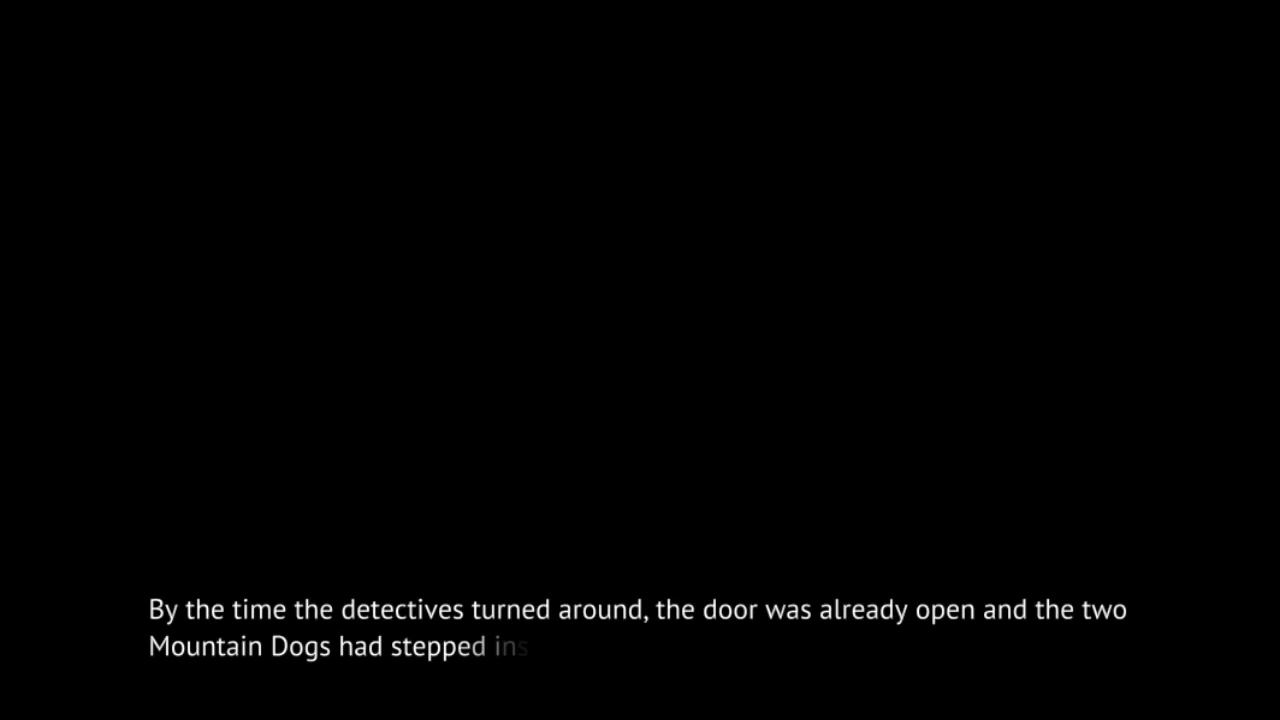 By the time the detectives turned around, the door was already open and the two
Mountain Dogs had stepped ins